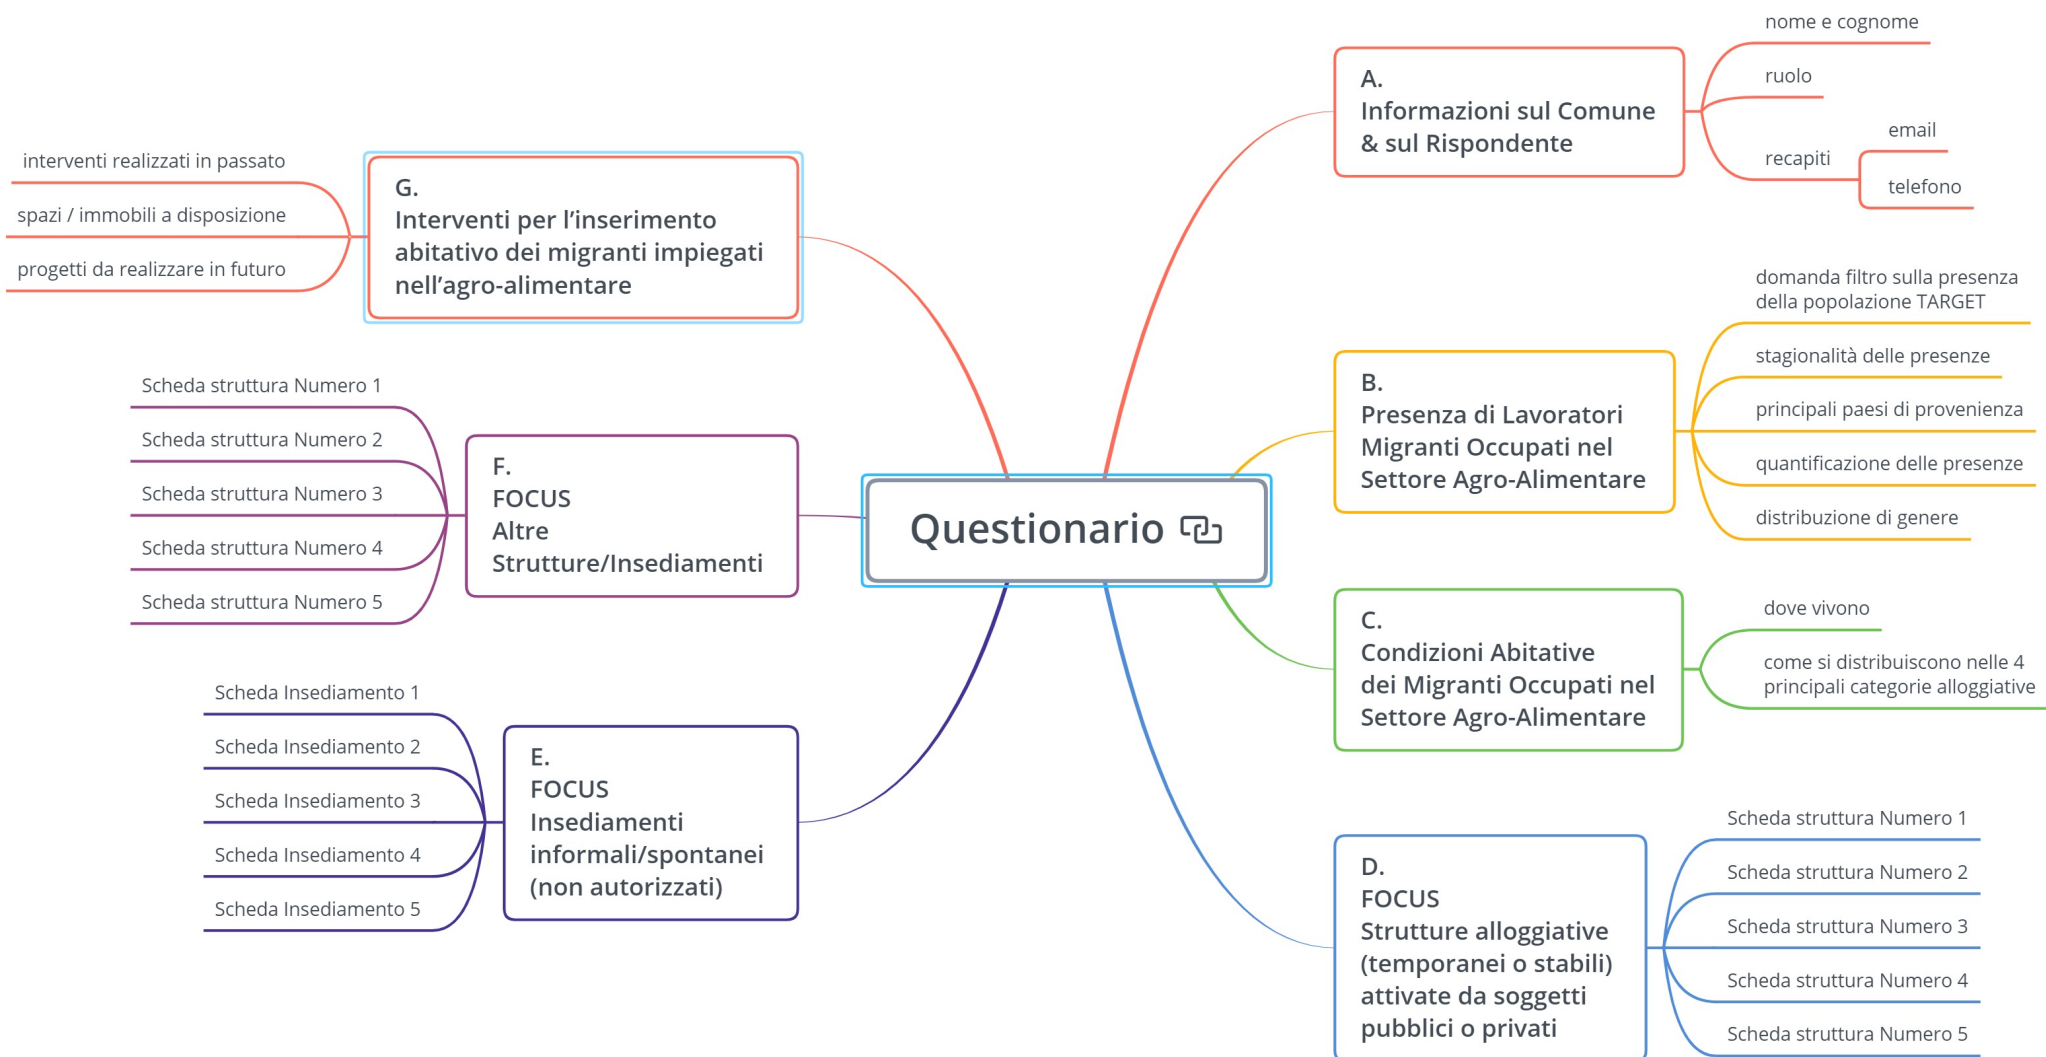 Questionario
A.
Informazioni sul Comune
& sul Rispondente
nome e cognome
ruolo
recapiti
email
telefono
B.
Presenza di Lavoratori
Migranti Occupati nel
Settore Agro-Alimentare
domanda filtro sulla presenza
della popolazione TARGET
stagionalità delle presenze
principali paesi di provenienza
quantificazione delle presenze
distribuzione di genere
C.
Condizioni Abitative
dei Migranti Occupati nel
Settore Agro-Alimentare
dove vivono
come si distribuiscono nelle 4
principali categorie alloggiative
D.
FOCUS
Strutture alloggiative
(temporanei o stabili)
attivate da soggetti
pubblici o privati
Scheda struttura Numero 1
Scheda struttura Numero 2
Scheda struttura Numero 3
Scheda struttura Numero 4
Scheda struttura Numero 5
E.
FOCUS
Insediamenti
informali/spontanei
(non autorizzati)
Scheda Insediamento 1
Scheda Insediamento 2
Scheda Insediamento 3
Scheda Insediamento 4
Scheda Insediamento 5
F.
FOCUS
Altre
Strutture/Insediamenti
Scheda struttura Numero 1
Scheda struttura Numero 2
Scheda struttura Numero 3
Scheda struttura Numero 4
Scheda struttura Numero 5
G.
Interventi per l’inserimento
abitativo dei migranti impiegati
nell’agro-alimentare
interventi realizzati in passato
spazi / immobili a disposizione
progetti da realizzare in futuro